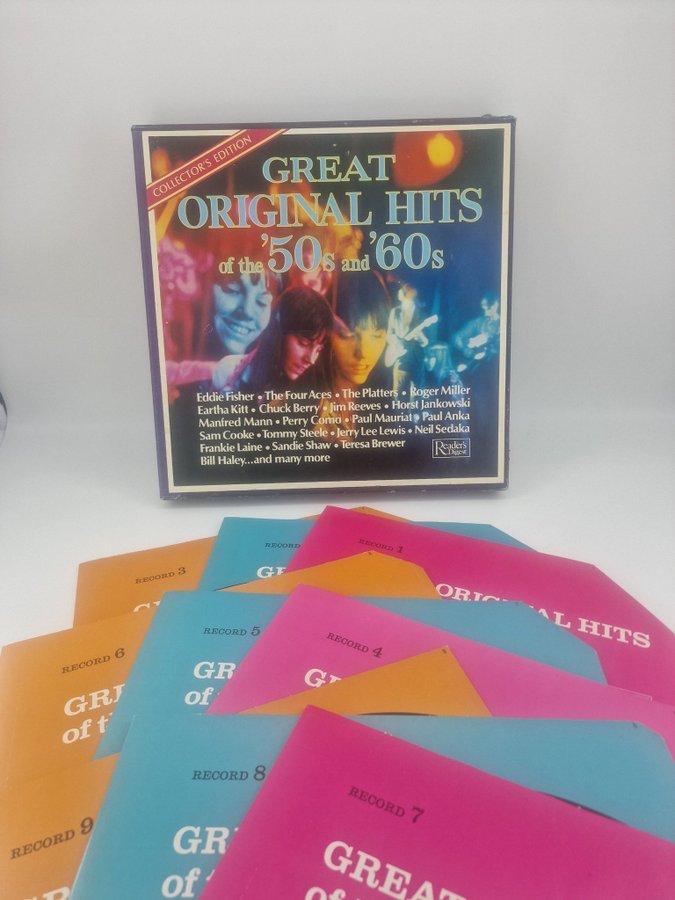 COLLECTOR'S EDITION
GREAT
ORIGINAL HITS
of the '50s and '60s
Eddie Fisher • The Four Aces • The Platters • Roger Miller
Eartha Kitt • Chuck Berry • Jim Reeves • Horst Jankowski
Manfred Mann • Perry Como • Paul Mauriat • Paul Anka
Sam Cooke • Tommy Steele • Jerry Lee Lewis • Neil Sedaka
Frankie Laine • Sandie Shaw • Teresa Brewer
Bill Haley...and many more
Reader's
Digest
RECORD 3
RECORD
RECORD 1
ORIGINAL HITS
RECORD 6
of
RECORD 5
of
RECORD 4
RECORD 9
RECORD 8
of
RECORD 7
GREAT